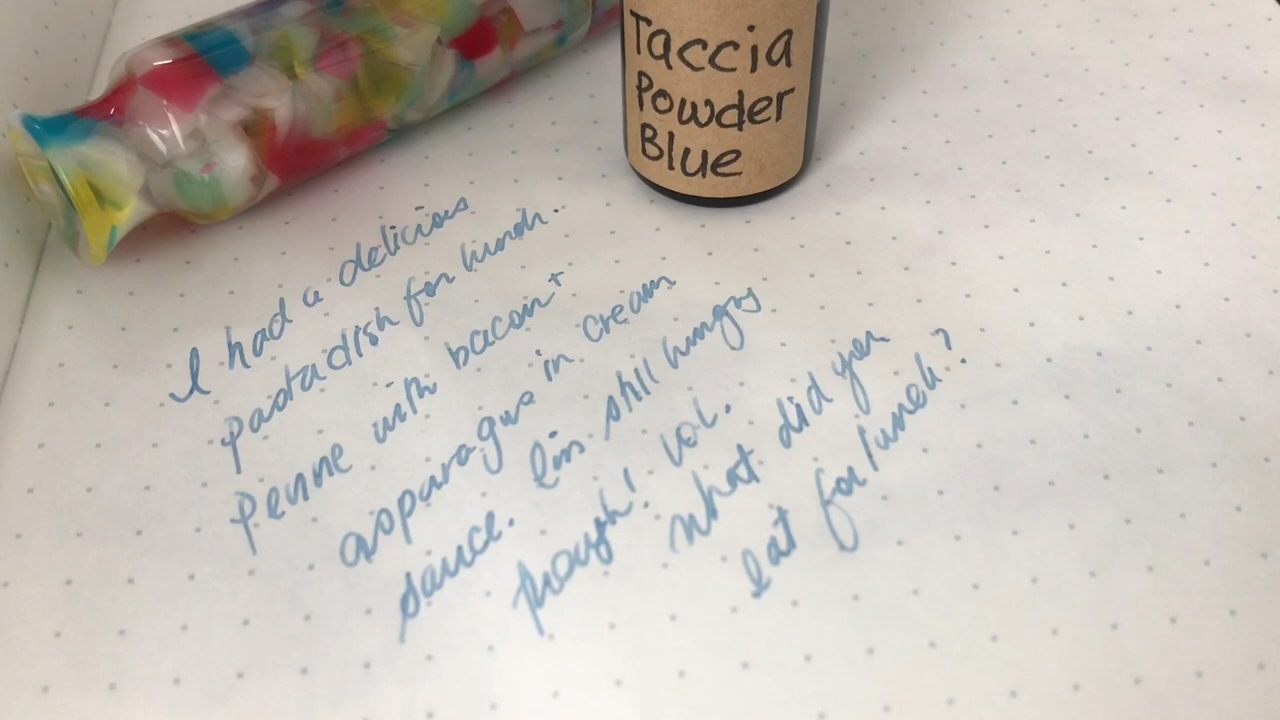 Taccia
Powder
Blue
I had a delicious
pasta dish for lunch.
Penne with bacon +
asparagus in cream
sauce. I'm still hungry
though! LOL.
What did you
eat for lunch?